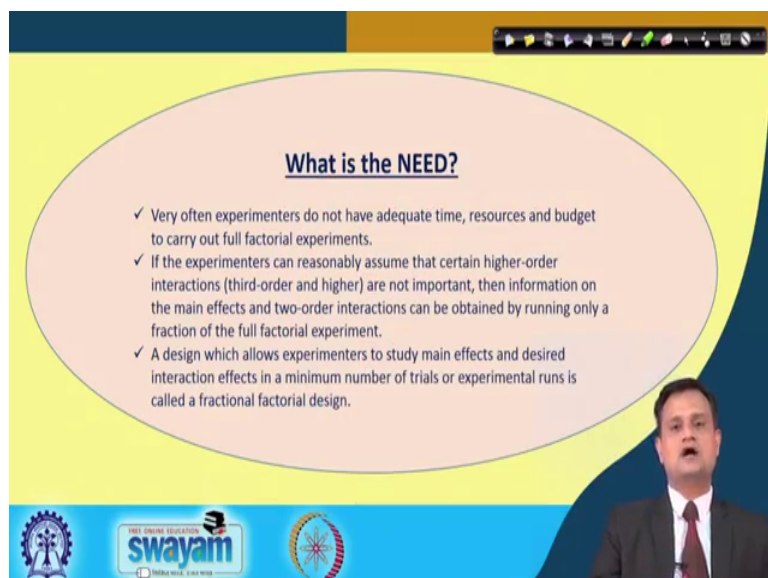 What is the NEED?
✓ Very often experimenters do not have adequate time, resources and budget
to carry out full factorial experiments.
✓ If the experimenters can reasonably assume that certain higher-order
interactions (third-order and higher) are not important, then information on
the main effects and two-order interactions can be obtained by running only a
fraction of the full factorial experiment.
✓ A design which allows experimenters to study main effects and desired
interaction effects in a minimum number of trials or experimental runs is
called a fractional factorial design.
FREE ONLINE EDUCATION
swayam